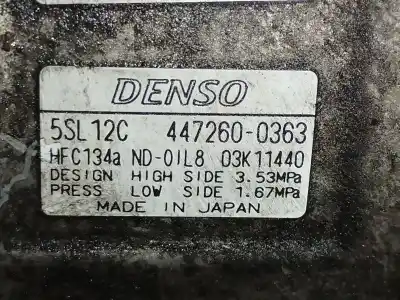 DENSO
5SL12C 447260-0363
HFC134a ND-OIL8 03K11440
DESIGN HIGH SIDE 3.53MPa
PRESS LOW SIDE 1.67MPa
MADE IN JAPAN